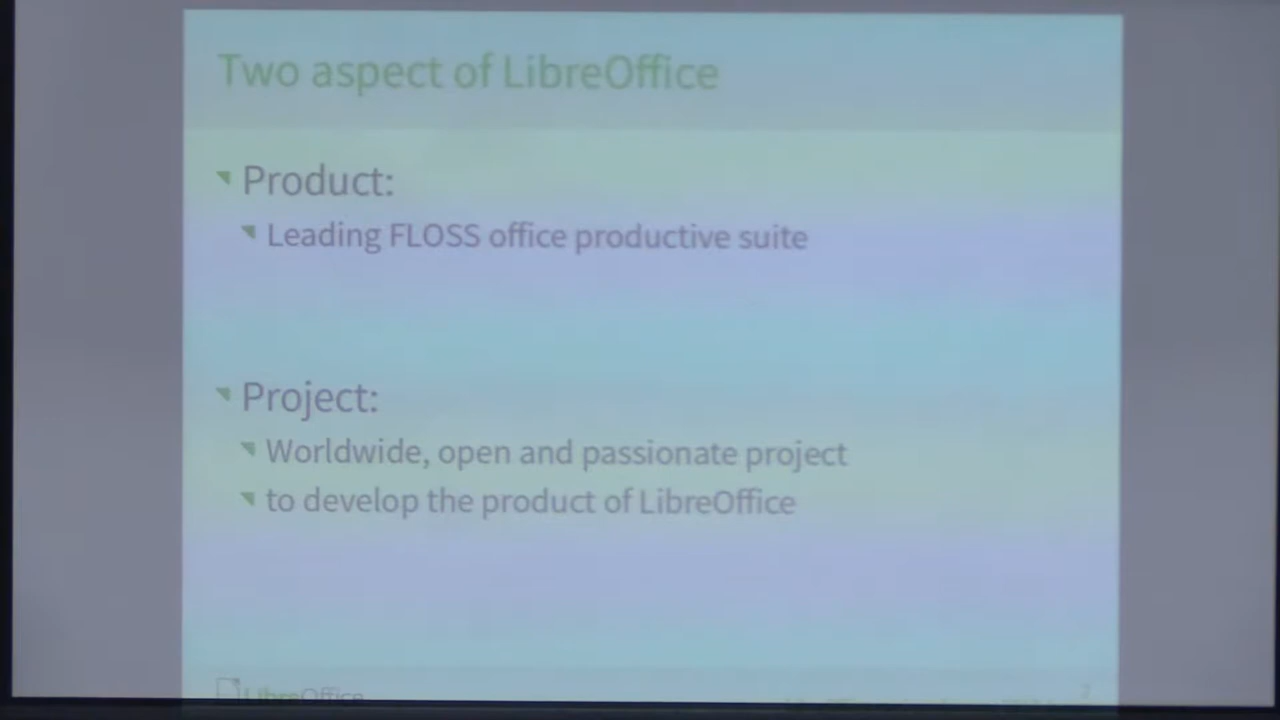 Two aspect of LibreOffice
Product:
Leading FLOSS office productive suite
Project:
Worldwide, open and passionate project
to develop the product of LibreOffice
LibreOffice